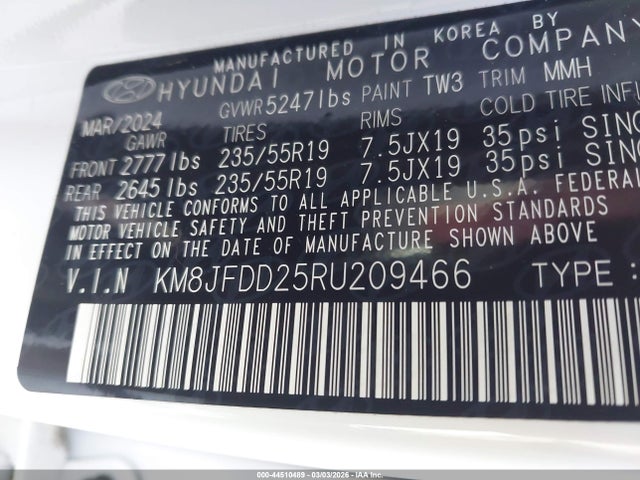 MANUFACTURED IN KOREA BY
HYUNDAI MOTOR COMPANY
MAR/2024 GVWR 5247lbs PAINT TW3 TRIM MMH
GAWR TIRES RIMS COLD TIRE INFL
FRONT 2777lbs 235/55R19 7.5JX19 35psi SING
REAR 2645lbs 235/55R19 7.5JX19 35psi SING
THIS VEHICLE CONFORMS TO ALL APPLICABLE U.S.A. FEDERAL
MOTOR VEHICLE SAFETY AND THEFT PREVENTION STANDARDS
IN EFFECT ON THE DATE OF MANUFACTURE SHOWN ABOVE
V.I.N KM8JFDD25RU209466 TYPE :
000-44510489 - 03/03/2026 - IAA Inc.